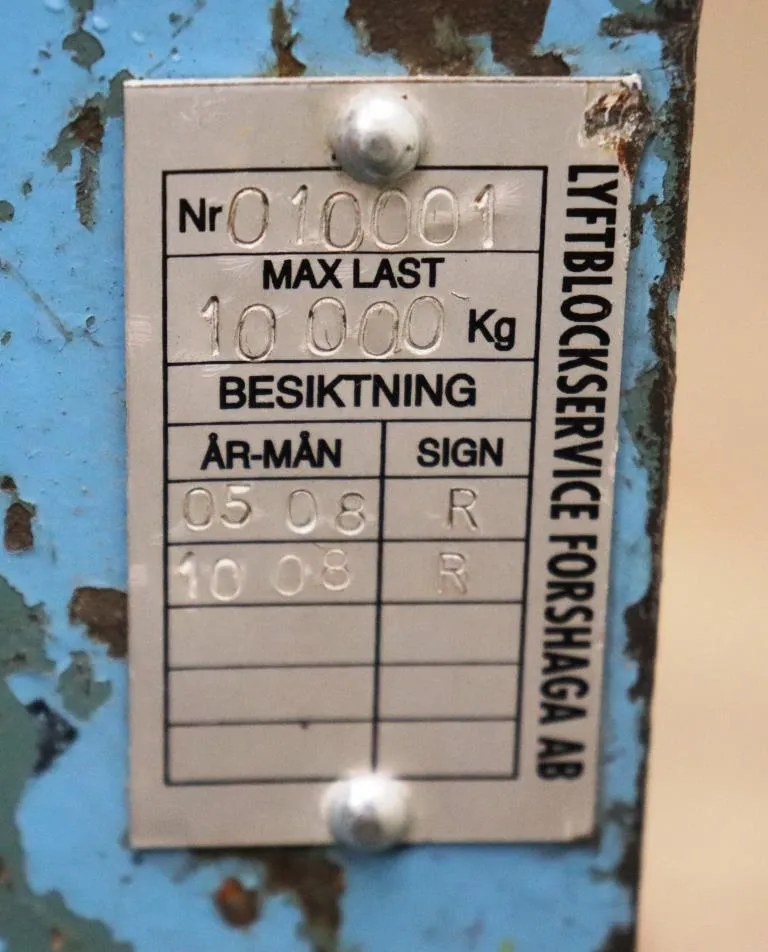 Nr 010001
MAX LAST
10 000 Kg
BESIKTNING
ÅR-MÅN SIGN
05 08 R
10 08 R
LYFTBLOCKSERVICE FORSHAGA AB